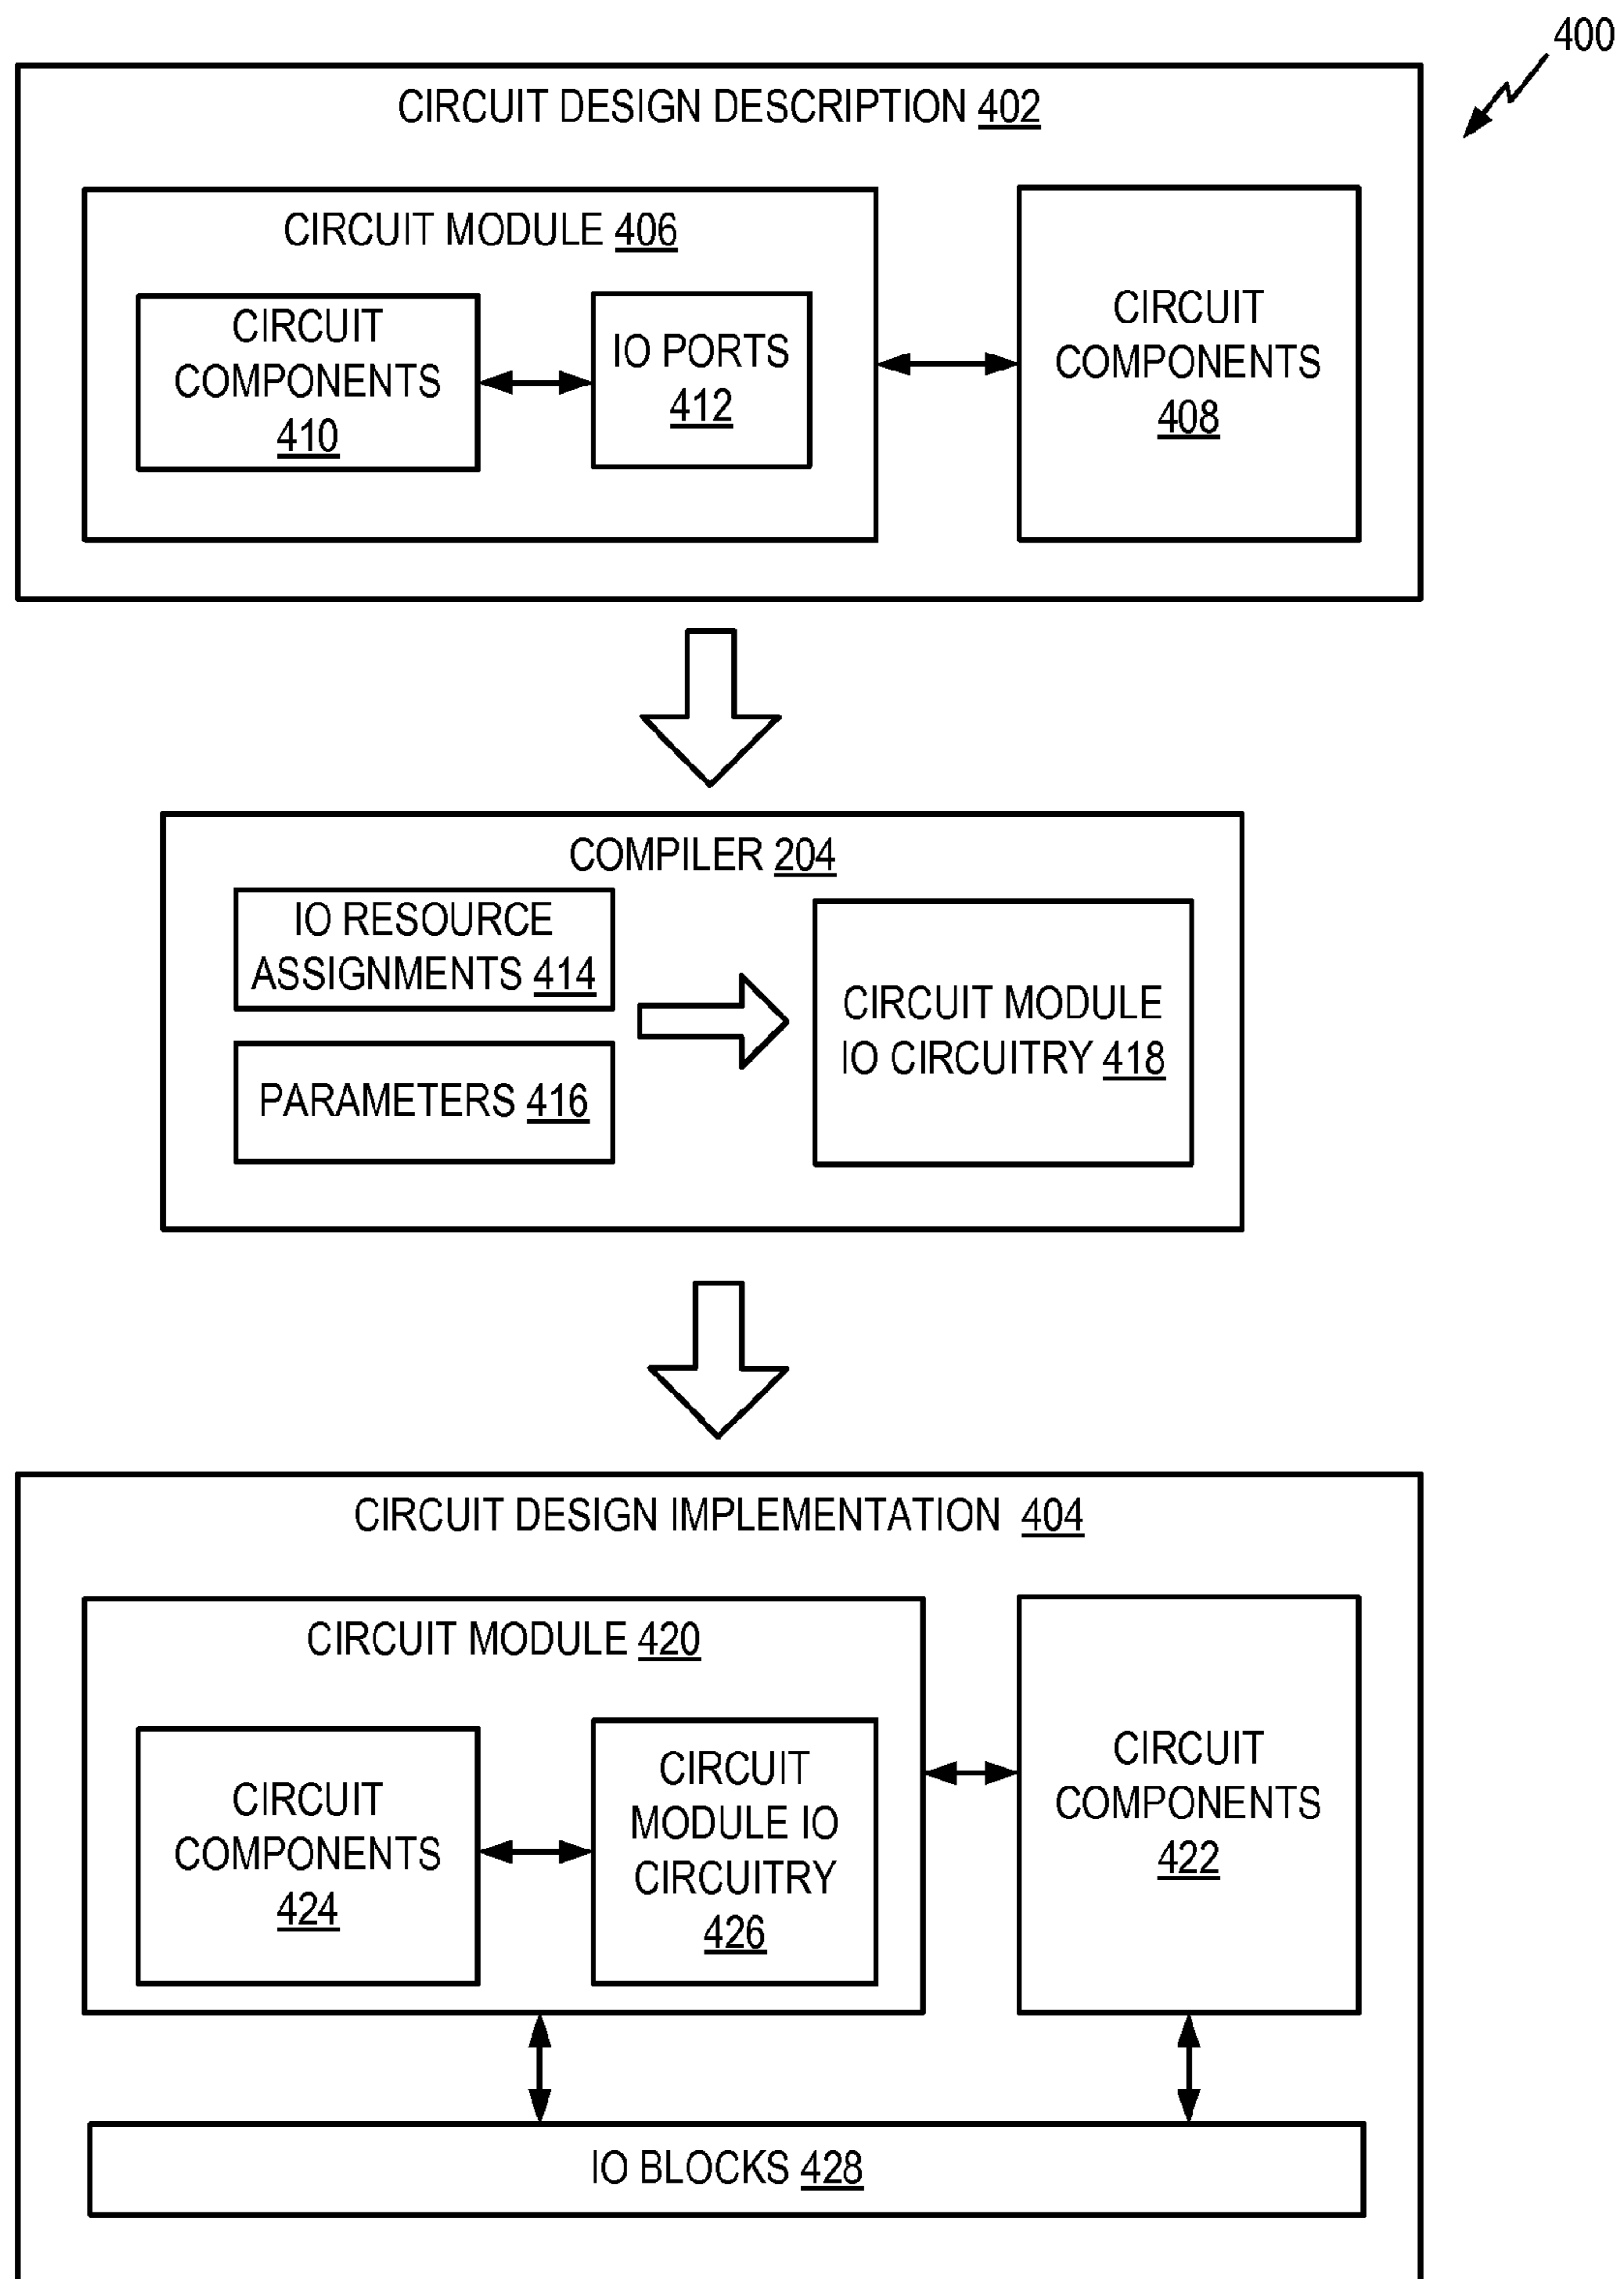 400
CIRCUIT DESIGN DESCRIPTION 402
CIRCUIT MODULE 406
CIRCUIT
COMPONENTS
410
IO PORTS
412
CIRCUIT
COMPONENTS
408
COMPILER 204
IO RESOURCE
ASSIGNMENTS 414
PARAMETERS 416
CIRCUIT MODULE
IO CIRCUITRY 418
CIRCUIT DESIGN IMPLEMENTATION 404
CIRCUIT MODULE 420
CIRCUIT
COMPONENTS
424
CIRCUIT
MODULE IO
CIRCUITRY
426
CIRCUIT
COMPONENTS
422
IO BLOCKS 428